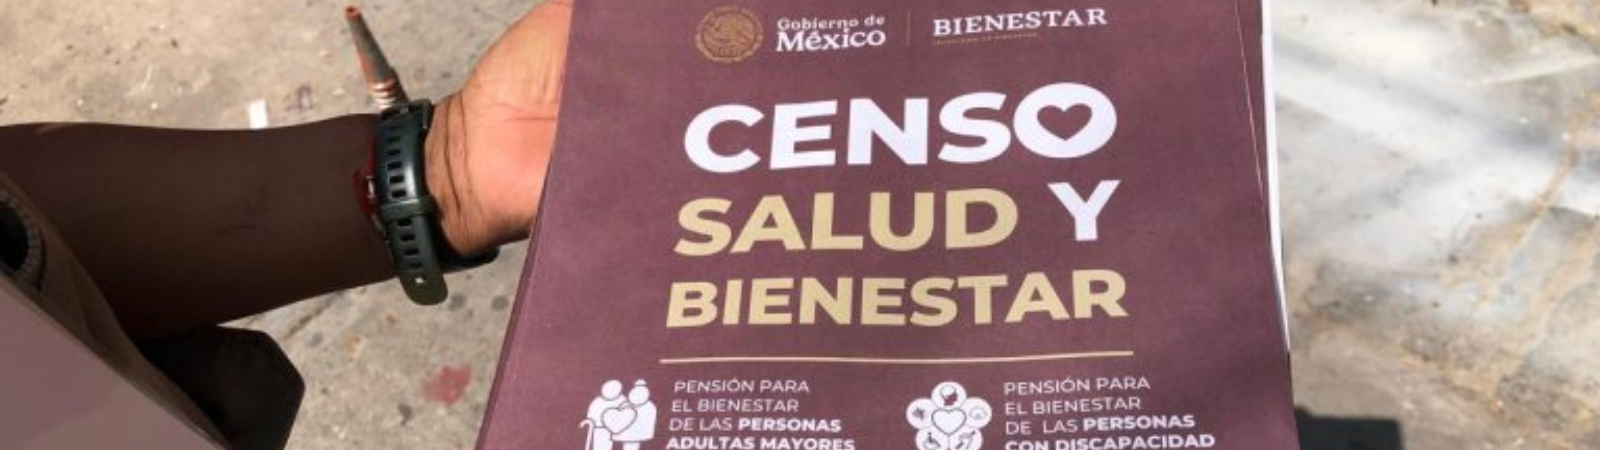 Gobierno de
México
BIENESTAR
CENSO
SALUD Y
BIENESTAR
PENSIÓN PARA
EL BIENESTAR
DE LAS PERSONAS
ADULTAS MAYORES
PENSIÓN PARA
EL BIENESTAR
DE LAS PERSONAS
CON DISCAPACIDAD